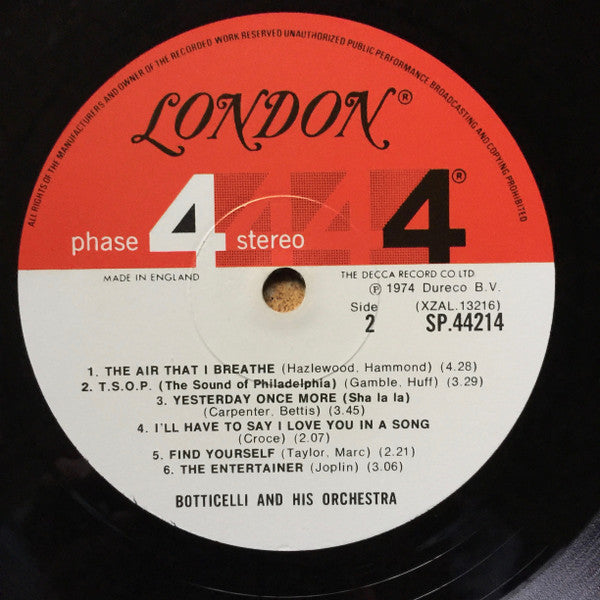 ALL RIGHTS OF THE MANUFACTURERS AND OWNER OF THE RECORDED WORK RESERVED UNAUTHORIZED PUBLIC PERFORMANCE BROADCASTING AND COPYING PROHIBITED
LONDON®
phase 4 stereo 4 4 4®
MADE IN ENGLAND
THE DECCA RECORD CO LTD
℗ 1974 Dureco B.V.
Side (XZAL.13216)
2 SP.44214
1. THE AIR THAT I BREATHE (Hazlewood, Hammond) (4.28)
2. T.S.O.P. (The Sound of Philadelphia) (Gamble, Huff) (3.29)
3. YESTERDAY ONCE MORE (Sha la la)
(Carpenter, Bettis) (3.45)
4. I'LL HAVE TO SAY I LOVE YOU IN A SONG
(Croce) (2.07)
5. FIND YOURSELF (Taylor, Marc) (2.21)
6. THE ENTERTAINER (Joplin) (3.06)
BOTTICELLI AND HIS ORCHESTRA